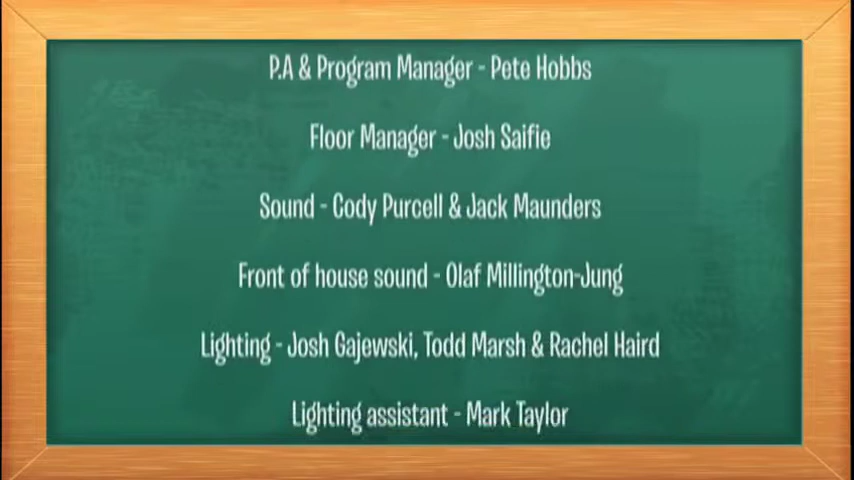 P.A & Program Manager - Pete Hobbs
Floor Manager - Josh Saifie
Sound - Cody Purcell & Jack Maunders
Front of house sound - Olaf Millington-Jung
Lighting - Josh Gajewski, Todd Marsh & Rachel Haird
Lighting assistant - Mark Taylor